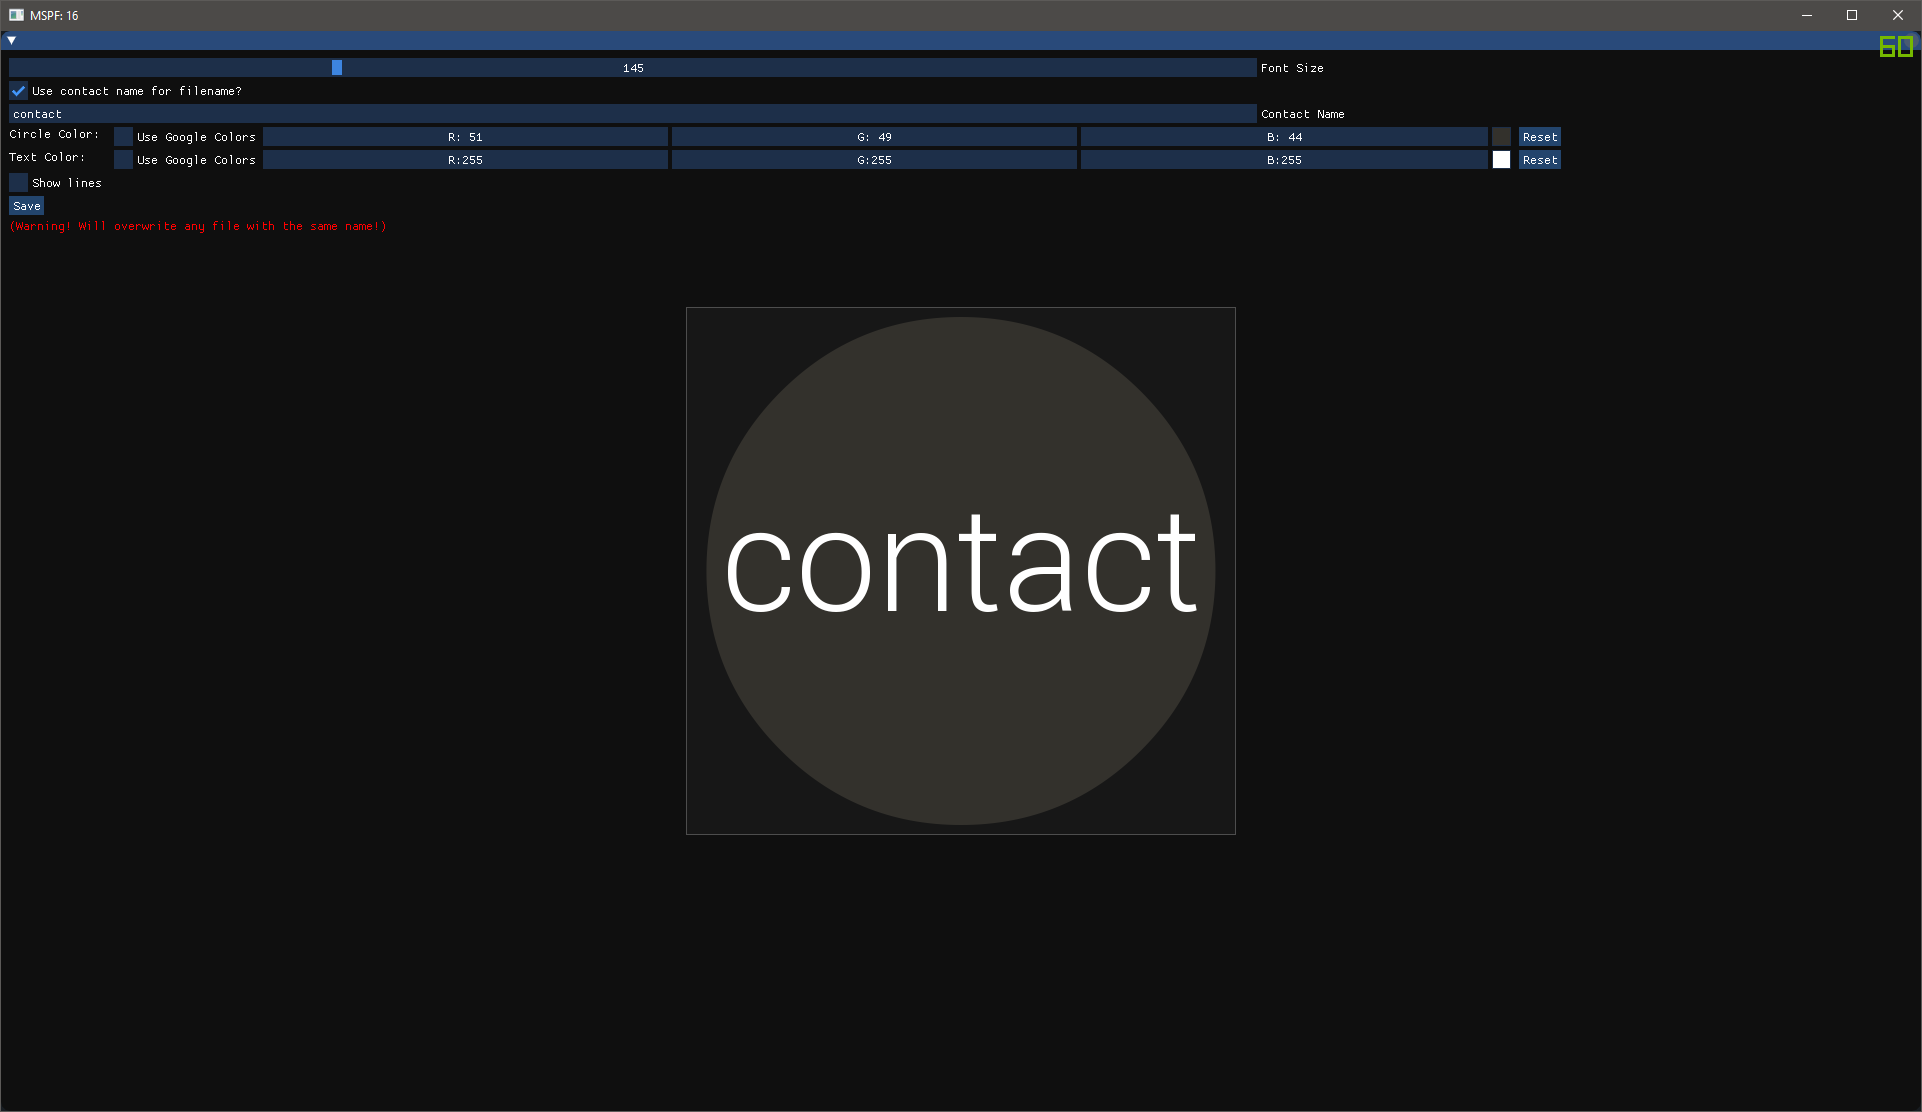 MSPF: 16
60
145 Font Size
Use contact name for filename?
contact Contact Name
Circle Color: Use Google Colors R: 51 G: 49 B: 44 Reset
Text Color: Use Google Colors R:255 G:255 B:255 Reset
Show lines
Save
(Warning! Will overwrite any file with the same name!)
contact